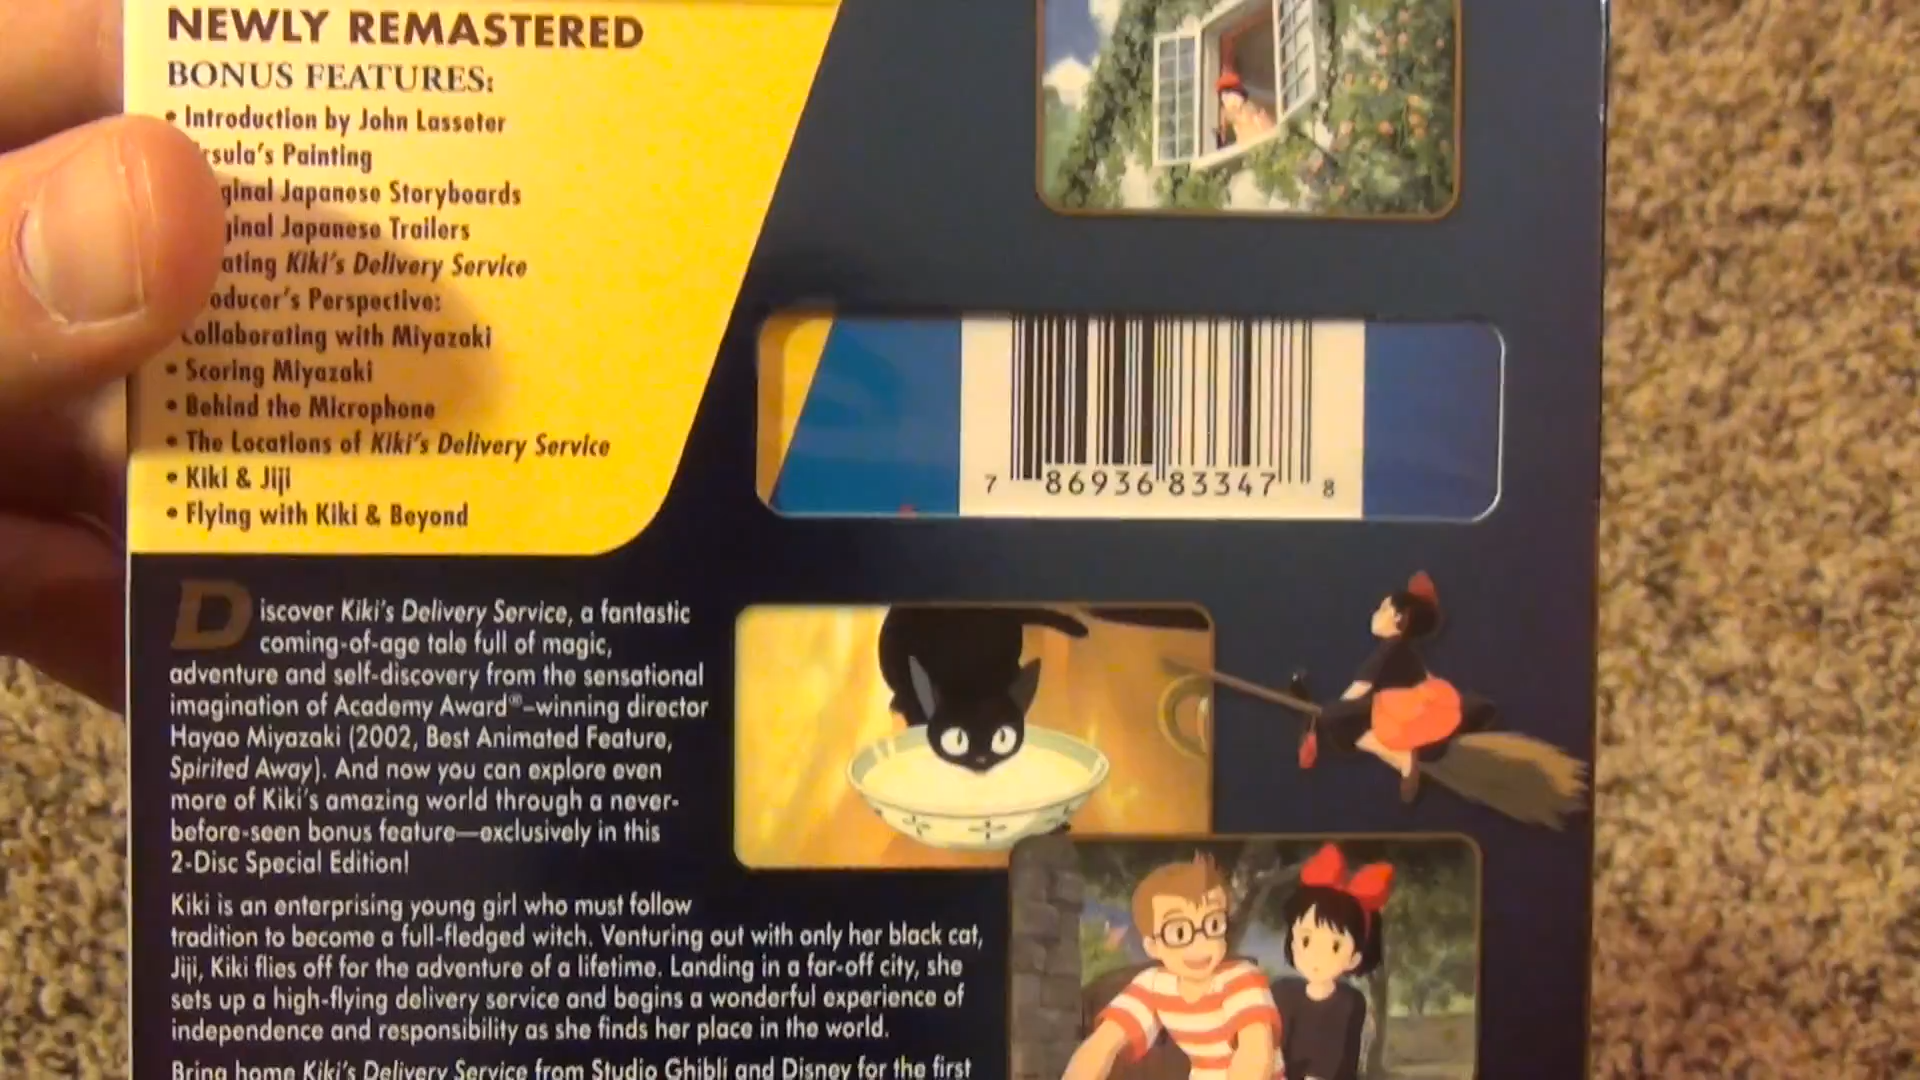 NEWLY REMASTERED
BONUS FEATURES:
• Introduction by John Lasseter
rsula's Painting
ginal Japanese Storyboards
ginal Japanese Trailers
ating Kiki's Delivery Service
oducer's Perspective:
Collaborating with Miyazaki
• Scoring Miyazaki
• Behind the Microphone
• The Locations of Kiki's Delivery Service
• Kiki & Jiji
• Flying with Kiki & Beyond
7 86936 83347 8
Discover Kiki's Delivery Service, a fantastic
coming-of-age tale full of magic,
adventure and self-discovery from the sensational
imagination of Academy Award®-winning director
Hayao Miyazaki (2002, Best Animated Feature,
Spirited Away). And now you can explore even
more of Kiki's amazing world through a never-
before-seen bonus feature—exclusively in this
2-Disc Special Edition!
Kiki is an enterprising young girl who must follow
tradition to become a full-fledged witch. Venturing out with only her black cat,
Jiji, Kiki flies off for the adventure of a lifetime. Landing in a far-off city, she
sets up a high-flying delivery service and begins a wonderful experience of
independence and responsibility as she finds her place in the world.
Bring home Kiki's Delivery Service from Studio Ghibli and Disney for the first